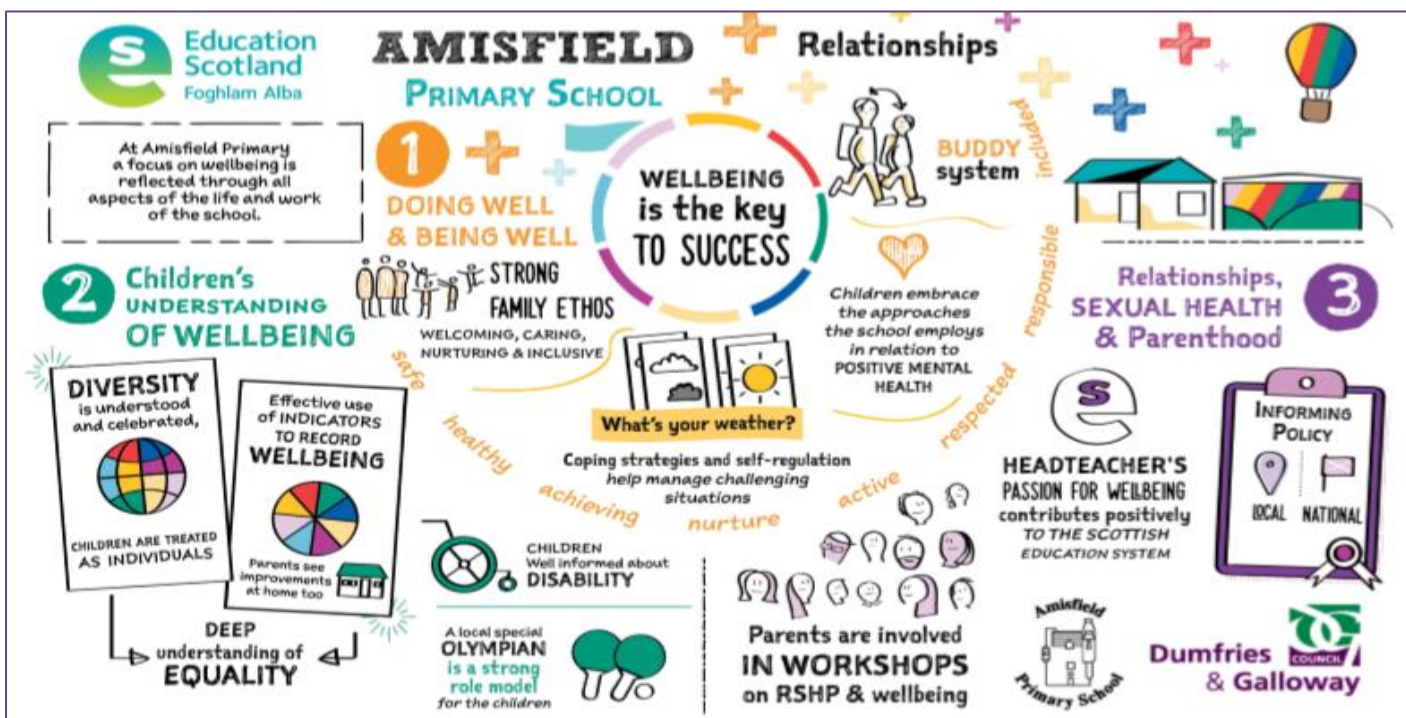 Education
Scotland
Foghlam Alba
AMISFIELD
PRIMARY SCHOOL
At Amisfield Primary
a focus on wellbeing is
reflected through all
aspects of the life and work
of the school.
1
DOING WELL
& BEING WELL
STRONG
FAMILY ETHOS
WELCOMING, CARING,
NURTURING & INCLUSIVE
WELLBEING
is the key
TO SUCCESS
Relationships
BUDDY
system
Children embrace
the approaches
the school employs
in relation to
POSITIVE MENTAL
HEALTH
What's your weather?
Coping strategies and self-regulation
help manage challenging
situations
safe
healthy
achieving
nurture
active
respected
responsible
included
2
Children's
UNDERSTANDING
OF WELLBEING
DIVERSITY
is understood
and celebrated,
CHILDREN ARE TREATED
AS INDIVIDUALS
Effective use
of INDICATORS
TO RECORD
WELLBEING
Parents see
improvements
at home too
DEEP
understanding of
EQUALITY
CHILDREN
Well informed about
DISABILITY
A local special
OLYMPIAN
is a strong
role model
for the children
Parents are involved
IN WORKSHOPS
on RSHP & wellbeing
Relationships,
SEXUAL HEALTH
& Parenthood
3
HEADTEACHER'S
PASSION FOR WELLBEING
contributes positively
TO THE SCOTTISH
EDUCATION SYSTEM
INFORMING
POLICY
LOCAL NATIONAL
Amisfield
Primary School
Dumfries
& Galloway
COUNCIL